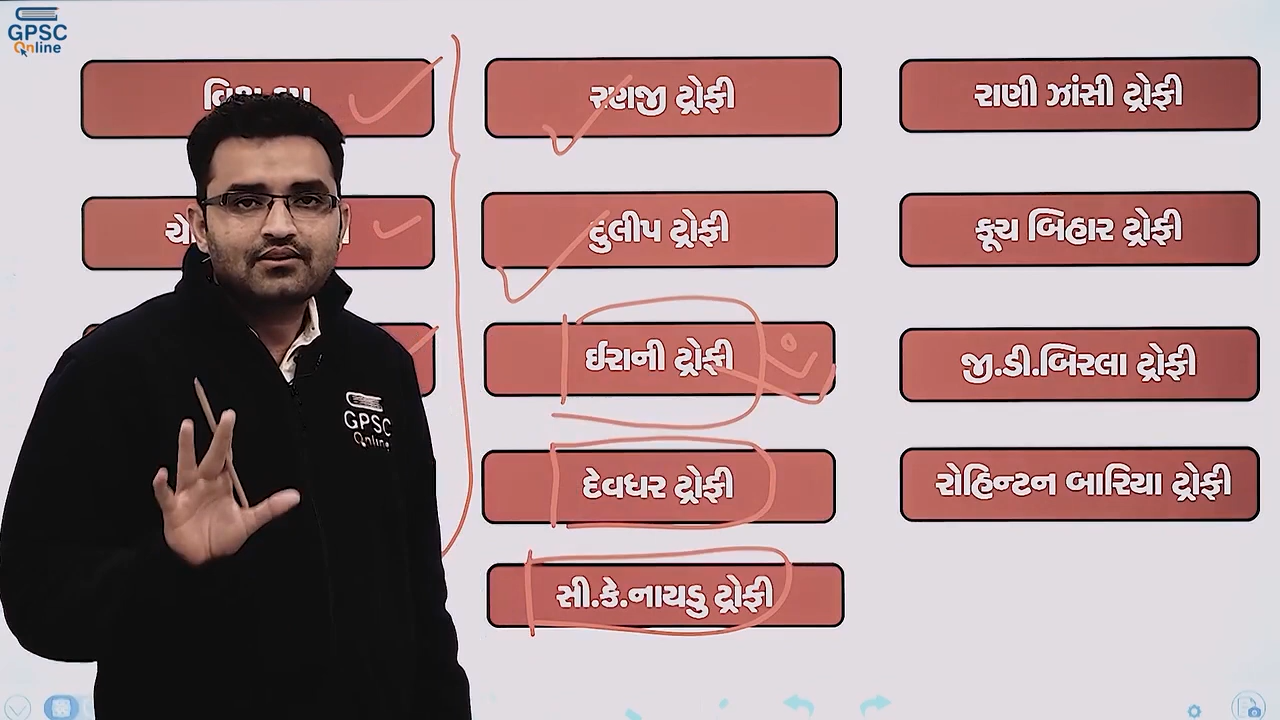 GPSC
Online
રણજી ટ્રોફી
રાણી ઝાંસી ટ્રોફી
દુલીપ ટ્રોફી
કૂચ બિહાર ટ્રોફી
ઈરાની ટ્રોફી
જી.ડી.બિરલા ટ્રોફી
GPSC
Online
દેવધર ટ્રોફી
રોહિન્ટન બારિયા ટ્રોફી
સી.કે.નાયડુ ટ્રોફી